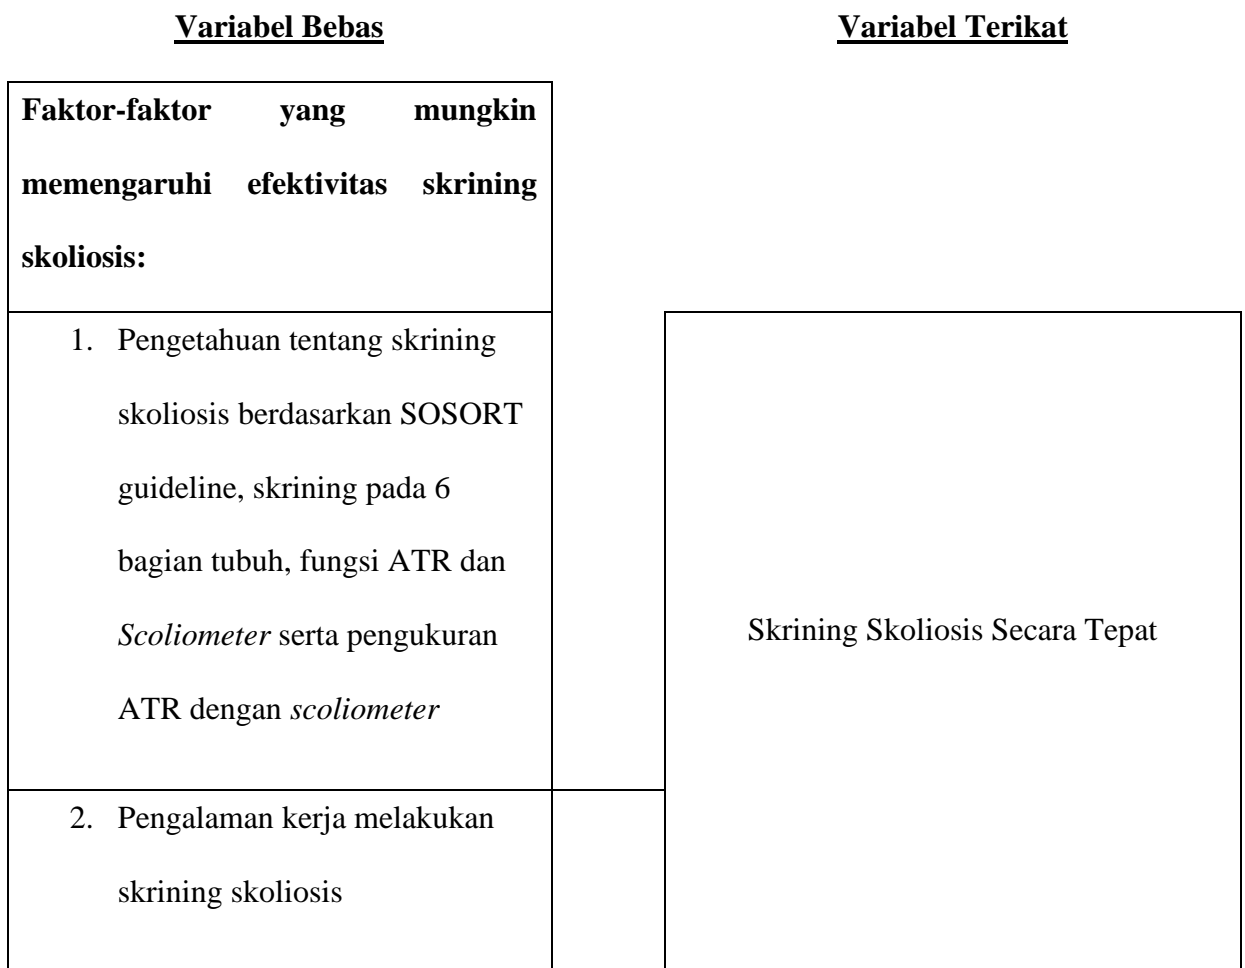 Variabel Bebas
Variabel Terikat
Faktor-faktor yang mungkin
memengaruhi efektivitas skrining
skoliosis:
1. Pengetahuan tentang skrining
skoliosis berdasarkan SOSORT
guideline, skrining pada 6
bagian tubuh, fungsi ATR dan
Scoliometer serta pengukuran
ATR dengan scoliometer
2. Pengalaman kerja melakukan
skrining skoliosis
Skrining Skoliosis Secara Tepat